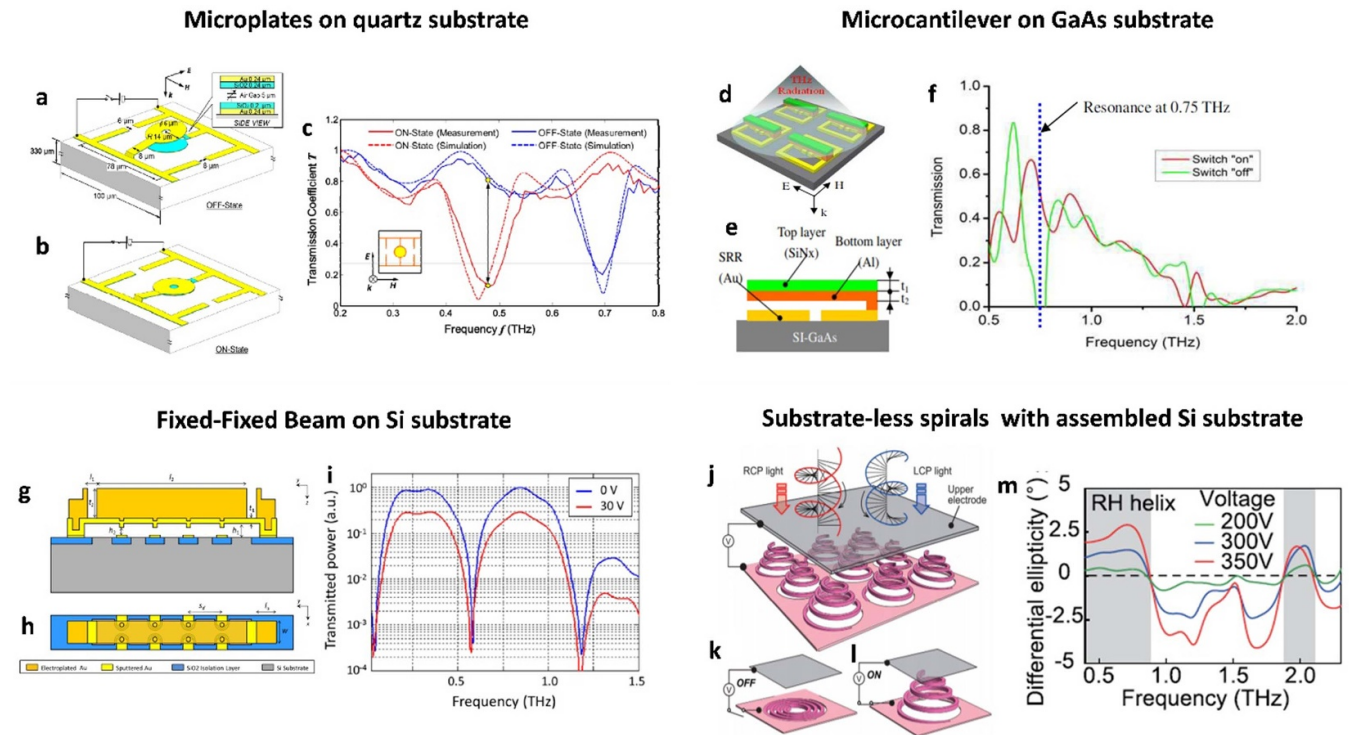 Microplates on quartz substrate
Microcantilever on GaAs substrate
a
E
H
k
Au 0.24 μm
Air Gap 5 μm
SIDE VIEW
6 μm
8 μm
8 μm
78 μm
330 μm
100 μm
OFF-State
b
ON-State
c
ON-State (Measurement)
OFF-State (Measurement)
ON-State (Simulation)
OFF-State (Simulation)
Transmission Coefficient T
1.2
1
0.8
0.6
0.4
0.2
0
E
k
H
0.2
0.3
0.4
0.5
0.6
0.7
0.8
Frequency f (THz)
d
THz
Radiation
E
H
k
e
Top layer
(SiNx)
Bottom layer
(Al)
SRR
(Au)
t1
t2
SI-GaAs
f
Resonance at 0.75 THz
Switch "on"
Switch "off"
Transmission
1.0
0.8
0.6
0.4
0.2
0.0
0.5
1.0
1.5
2.0
Frequency (THz)
Fixed-Fixed Beam on Si substrate
Substrate-less spirals with assembled Si substrate
g
h
Electroplated Au
Sputtered Au
SiO2 Isolation Layer
Si Substrate
i
0 V
30 V
Transmitted power (a.u.)
10^0
10^-1
10^-2
10^-3
10^-4
0.5
1.0
1.5
Frequency (THz)
j
RCP light
LCP light
Upper
electrode
V
k
OFF
V
l
ON
V
m
RH helix
Voltage
200V
300V
350V
Differential ellipticity (°)
5
2.5
0
-2.5
-5
0.5
1.0
1.5
2.0
Frequency (THz)